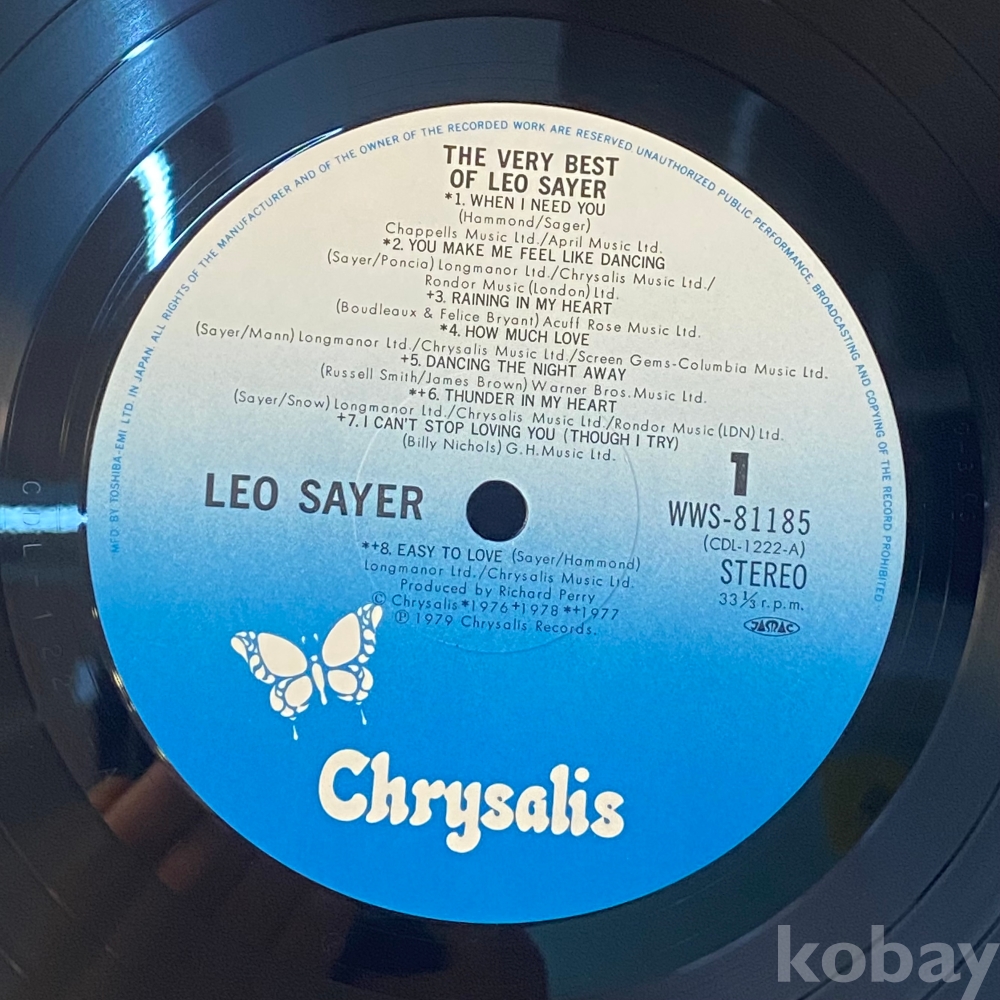 MFD BY TOSHIBA-EMI LTD. IN JAPAN. ALL RIGHTS OF THE MANUFACTURER AND OF THE OWNER OF THE RECORDED WORK ARE RESERVED UNAUTHORIZED PUBLIC PERFORMANCE, BROADCASTING AND COPYING OF THE RECORD PROHIBITED
THE VERY BEST
OF LEO SAYER
*1. WHEN I NEED YOU
(Hammond/Sager)
Chappells Music Ltd./April Music Ltd.
*2. YOU MAKE ME FEEL LIKE DANCING
(Sayer/Poncia) Longmanor Ltd./Chrysalis Music Ltd./
Rondor Music (London) Ltd.
+3. RAINING IN MY HEART
(Boudleaux & Felice Bryant) Acuff Rose Music Ltd.
*4. HOW MUCH LOVE
(Sayer/Mann) Longmanor Ltd./Chrysalis Music Ltd./Screen Gems-Columbia Music Ltd.
+5. DANCING THE NIGHT AWAY
(Russell Smith/James Brown) Warner Bros. Music Ltd.
*+6. THUNDER IN MY HEART
(Sayer/Snow) Longmanor Ltd./Chrysalis Music Ltd./Rondor Music (LDN) Ltd.
+7. I CAN'T STOP LOVING YOU (THOUGH I TRY)
(Billy Nichols) G.H. Music Ltd.
LEO SAYER
1
WWS-81185
(CDL-1222-A)
STEREO
33 1/3 r.p.m.
JASRAC
*+8. EASY TO LOVE (Sayer/Hammond)
Longmanor Ltd./Chrysalis Music Ltd.
Produced by Richard Perry
© Chrysalis *1976 +1978 *+1977
℗ 1979 Chrysalis Records.
Chrysalis
kobay